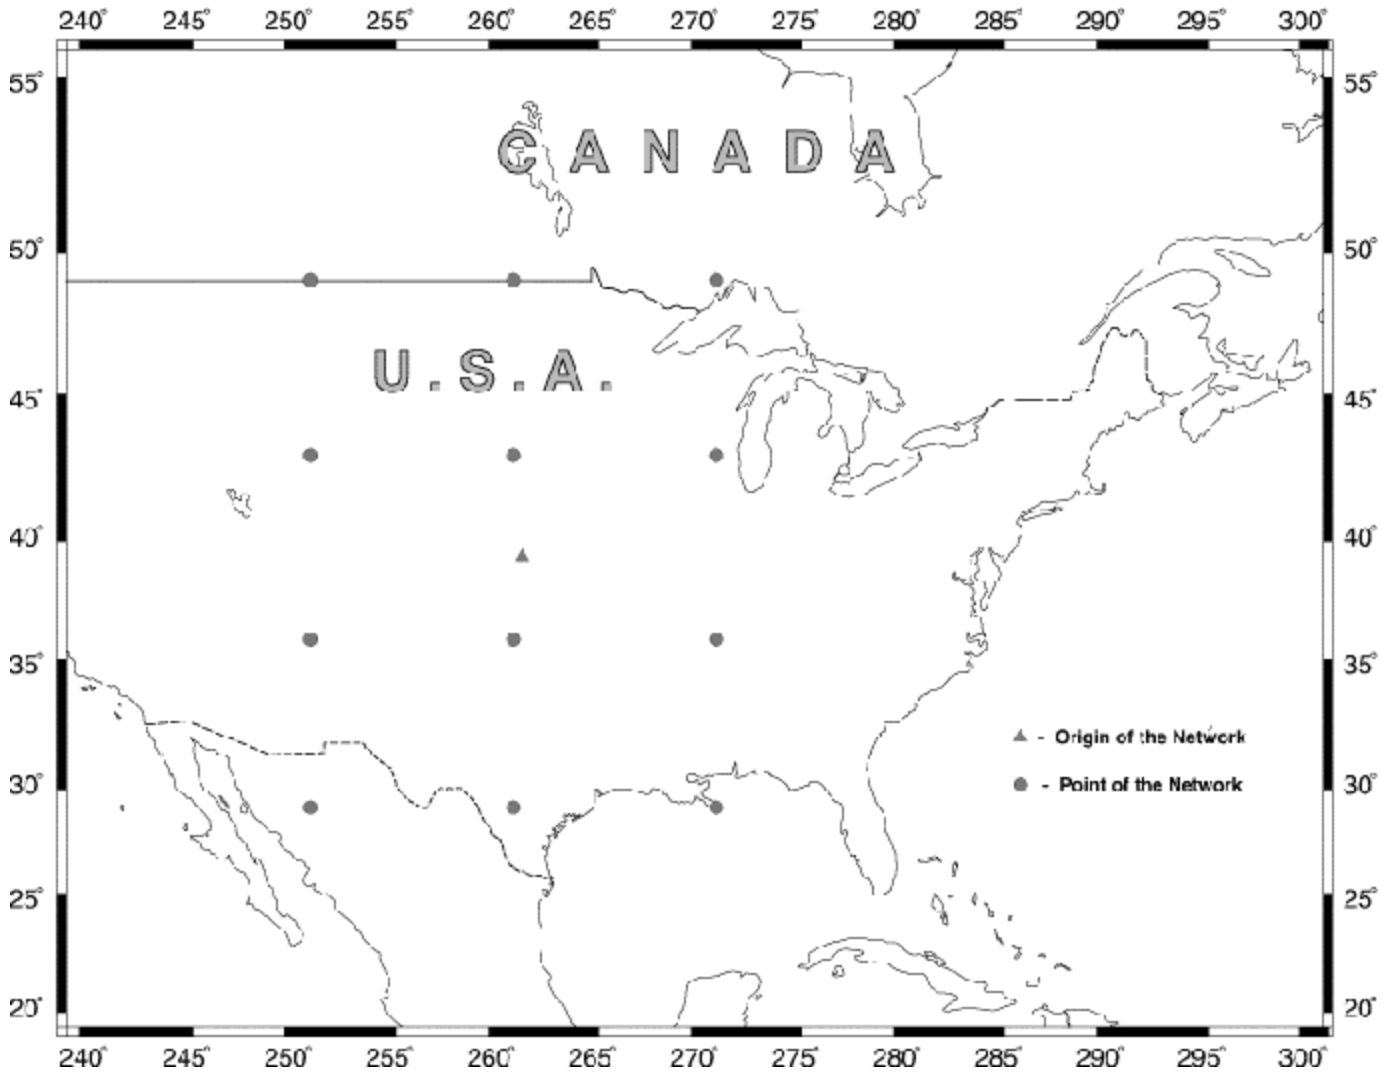 240° 245° 250° 255° 260° 265° 270° 275° 280° 285° 290° 295° 300°
55° 55°
C A N A D A
50° 50°
U . S . A .
45° 45°
40° 40°
35° 35°
- Origin of the Network
30° - Point of the Network 30°
25° 25°
20° 20°
240° 245° 250° 255° 260° 265° 270° 275° 280° 285° 290° 295° 300°